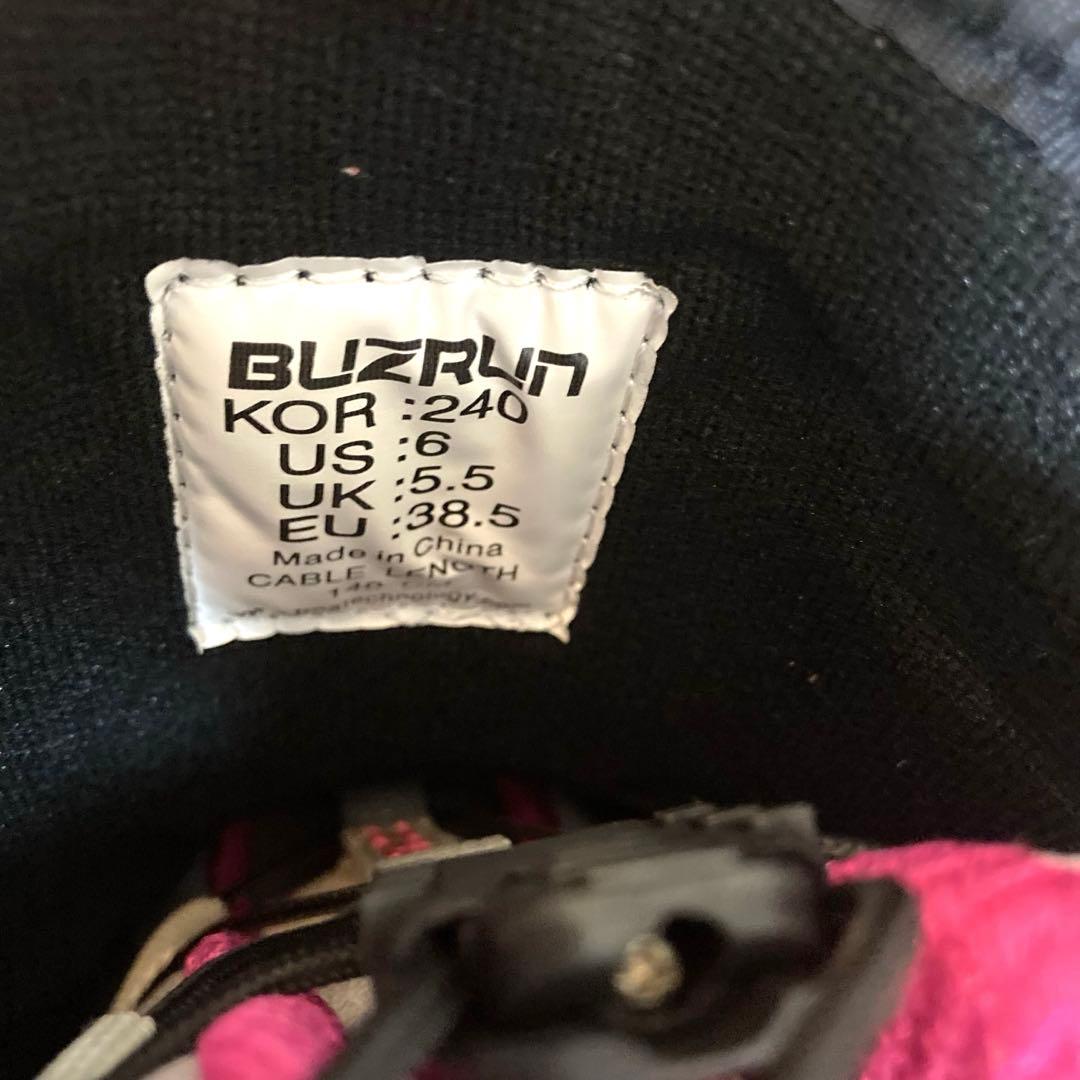 BUZRUN
KOR :240
US :6
UK :5.5
EU :38.5
Made in China
CABLE LENGTH